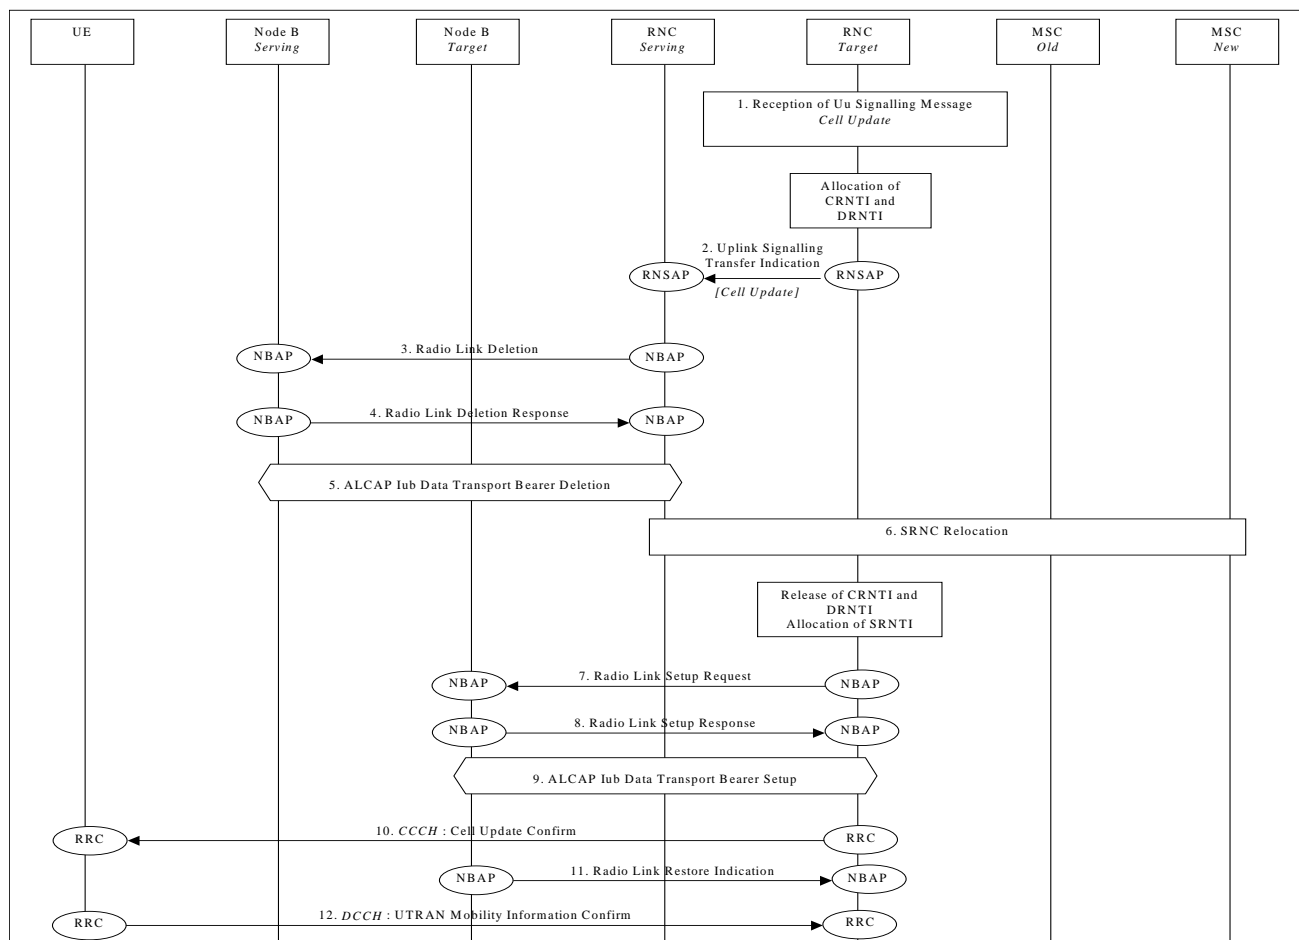 UE
Node B
Serving
Node B
Target
RNC
Serving
RNC
Target
MSC
Old
MSC
New
1. Reception of Uu Signalling Message
Cell Update
Allocation of
CRNTI and
DRNTI
2. Uplink Signalling
Transfer Indication
RNSAP
RNSAP
[Cell Update]
3. Radio Link Deletion
NBAP
NBAP
4. Radio Link Deletion Response
NBAP
NBAP
5. ALCAP Iub Data Transport Bearer Deletion
6. SRNC Relocation
Release of CRNTI and
DRNTI
Allocation of SRNTI
7. Radio Link Setup Request
NBAP
NBAP
8. Radio Link Setup Response
NBAP
NBAP
9. ALCAP Iub Data Transport Bearer Setup
10. CCCH : Cell Update Confirm
RRC
RRC
11. Radio Link Restore Indication
NBAP
NBAP
12. DCCH : UTRAN Mobility Information Confirm
RRC
RRC